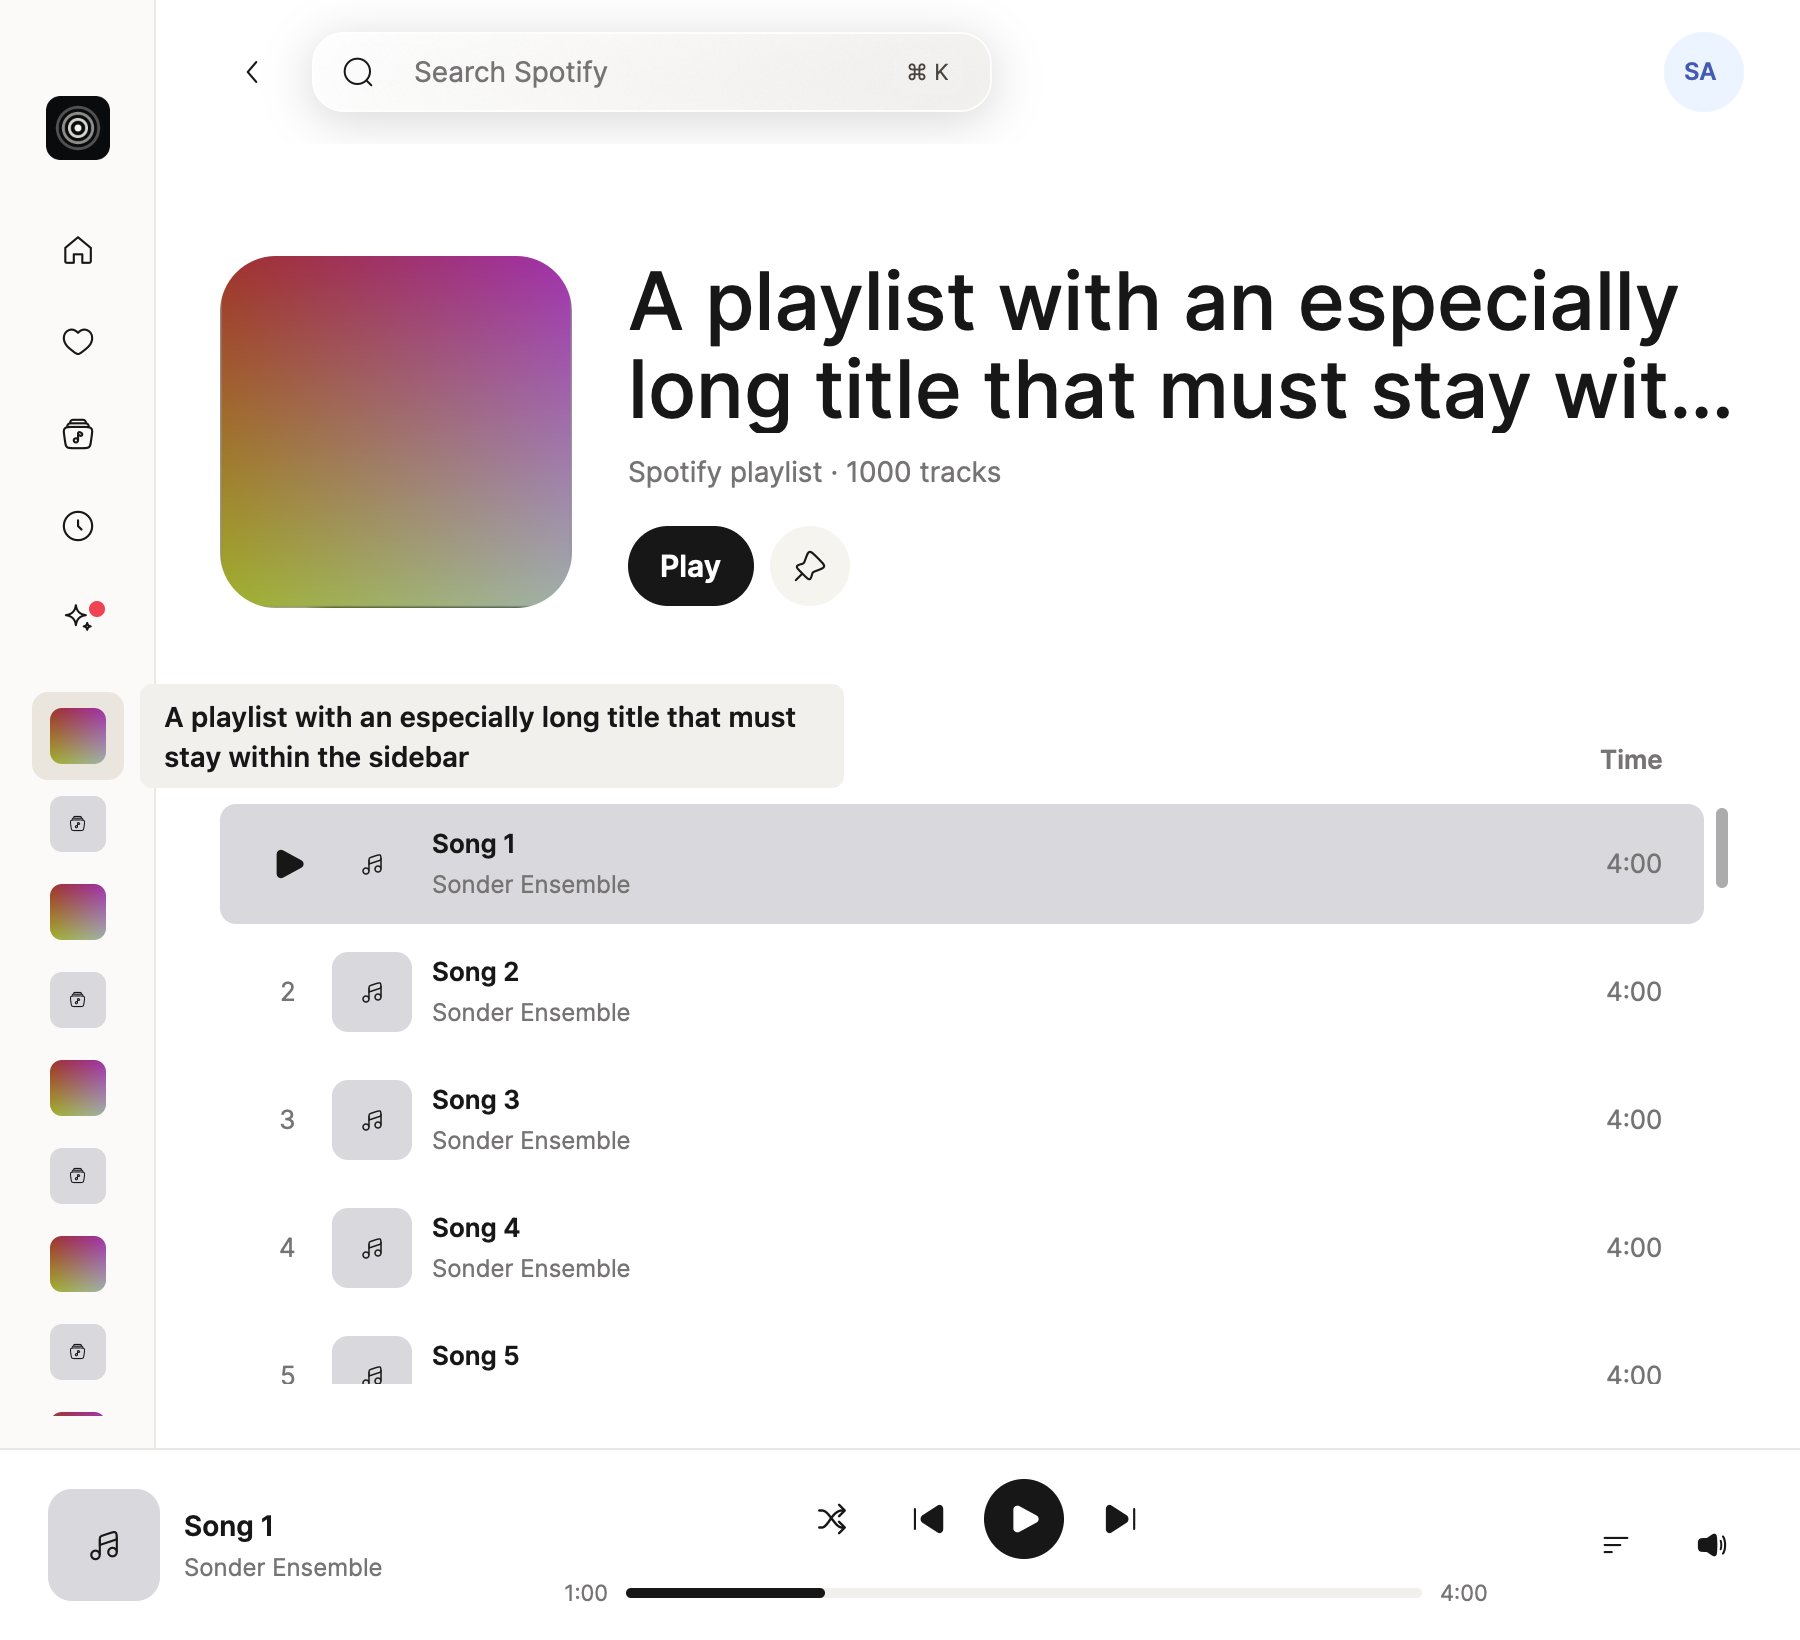 Search Spotify ⌘ K
SA
A playlist with an especially
long title that must stay wit...
Spotify playlist · 1000 tracks
Play
A playlist with an especially long title that must
stay within the sidebar
Time
Song 1
Sonder Ensemble
4:00
2
Song 2
Sonder Ensemble
4:00
3
Song 3
Sonder Ensemble
4:00
4
Song 4
Sonder Ensemble
4:00
5
Song 5
4:00
Song 1
Sonder Ensemble
1:00
4:00